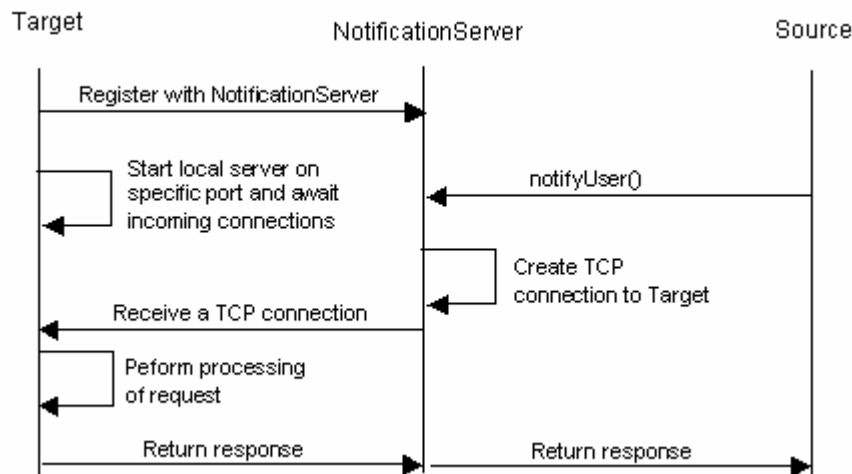 Target
NotificationServer
Source
Register with NotificationServer
Start local server on
specific port and await
incoming connections
notifyUser()
Create TCP
connection to Target
Receive a TCP connection
Peform processing
of request
Return response
Return response